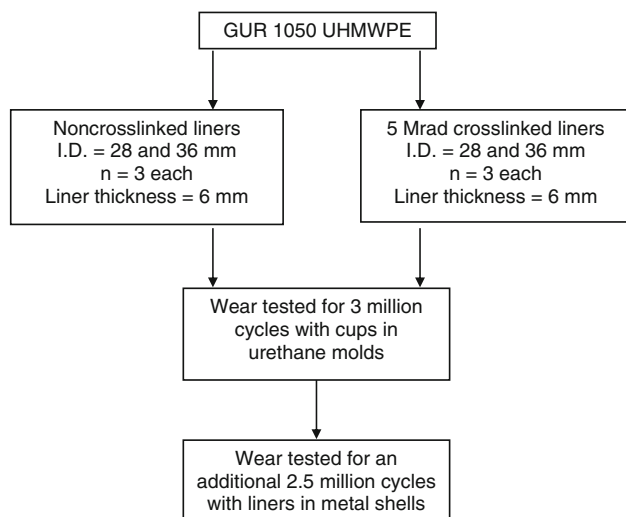 GUR 1050 UHMWPE
Noncrosslinked liners
I.D. = 28 and 36 mm
n = 3 each
Liner thickness = 6 mm
5 Mrad crosslinked liners
I.D. = 28 and 36 mm
n = 3 each
Liner thickness = 6 mm
Wear tested for 3 million
cycles with cups in
urethane molds
Wear tested for an
additional 2.5 million cycles
with liners in metal shells